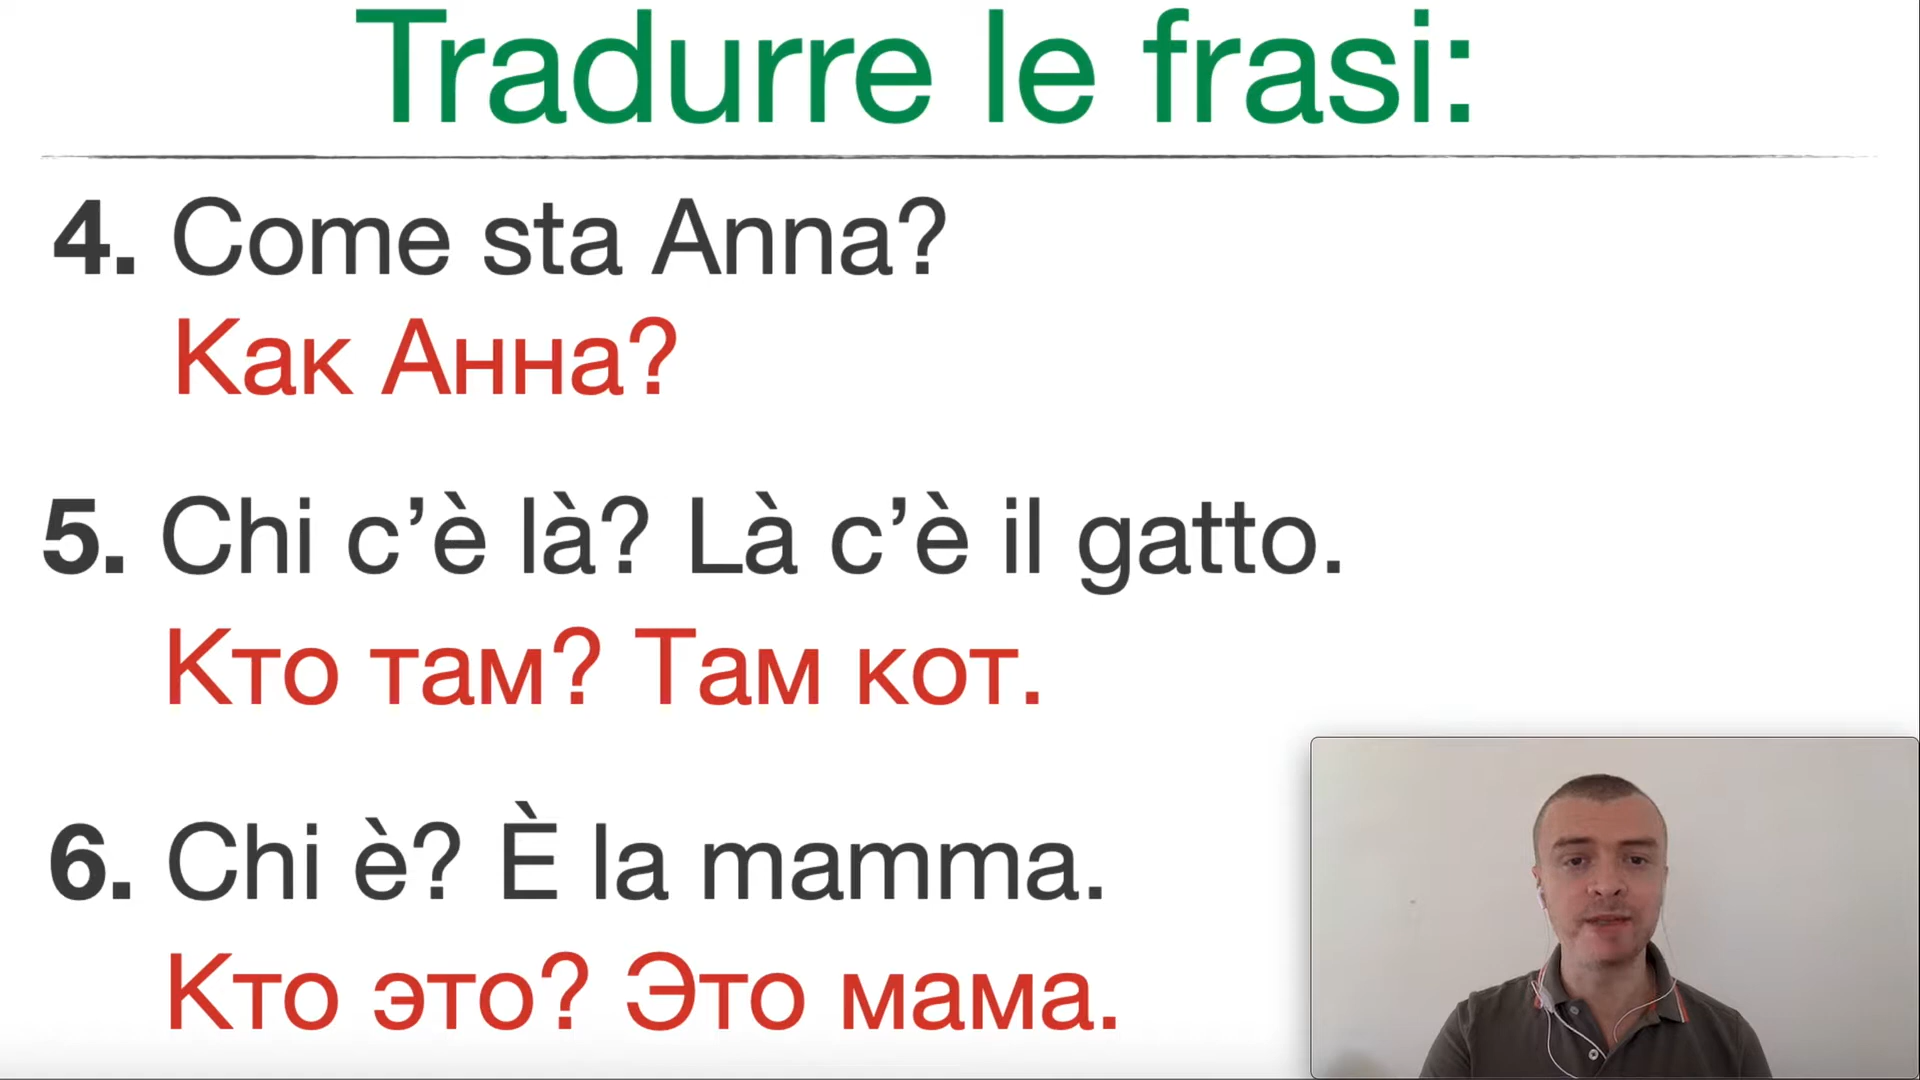 Tradurre le frasi:
4. Come sta Anna?
Как Анна?
5. Chi c’è là? Là c’è il gatto.
Кто там? Там кот.
6. Chi è? È la mamma.
Кто это? Это мама.